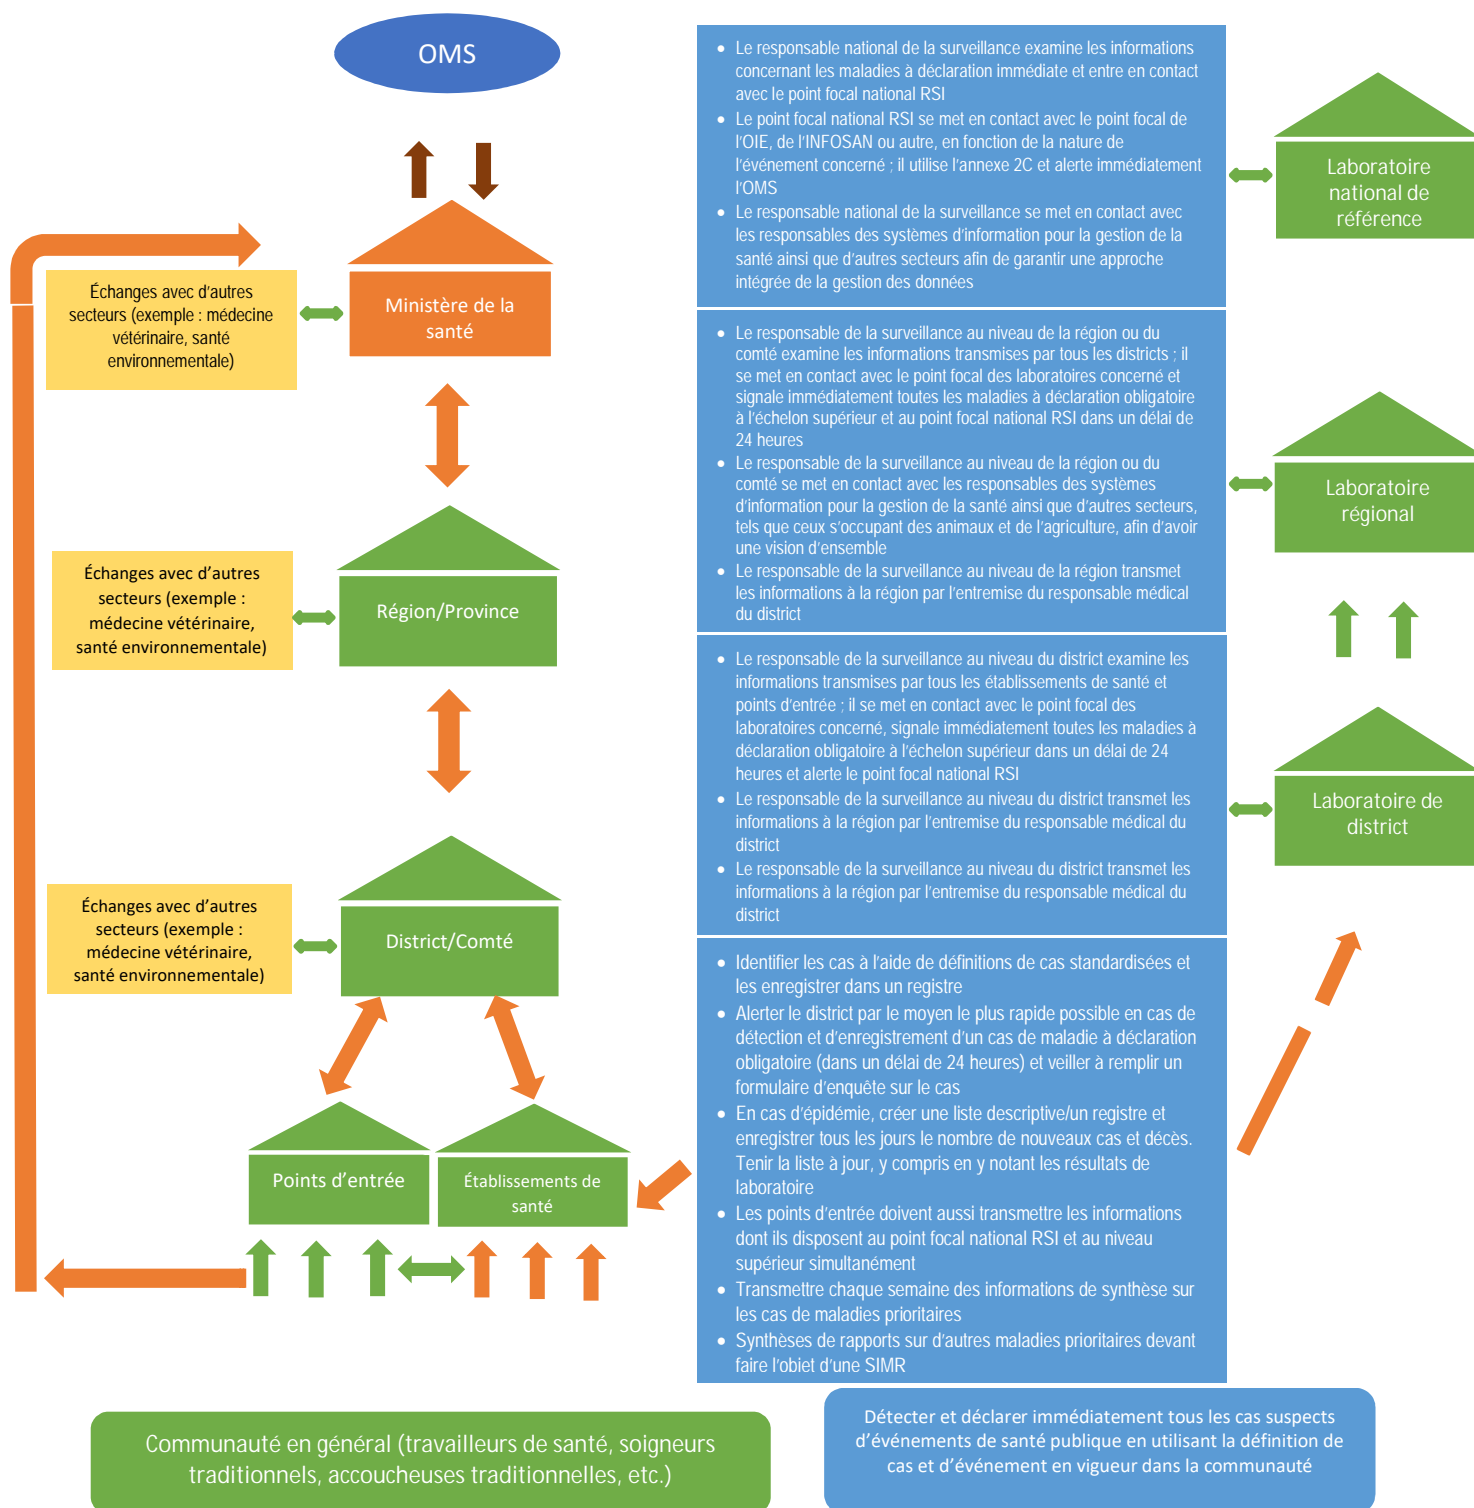 OMS
Ministère de la
santé
Échanges avec d'autres
secteurs (exemple : médecine
vétérinaire, santé
environnementale)
Région/Province
Échanges avec d'autres
secteurs (exemple :
médecine vétérinaire,
santé environnementale)
District/Comté
Échanges avec d'autres
secteurs (exemple :
médecine vétérinaire,
santé environnementale)
Points d'entrée
Établissements de
santé
• Le responsable national de la surveillance examine les informations
concernant les maladies à déclaration immédiate et entre en contact
avec le point focal national RSI
• Le point focal national RSI se met en contact avec le point focal de
l'OIE, de l'INFOSAN ou autre, en fonction de la nature de
l'événement concerné ; il utilise l'annexe 2C et alerte immédiatement
l'OMS
• Le responsable national de la surveillance se met en contact avec
les responsables des systèmes d'information pour la gestion de la
santé ainsi que d'autres secteurs afin de garantir une approche
intégrée de la gestion des données
• Le responsable de la surveillance au niveau de la région ou du
comté examine les informations transmises par tous les districts ; il
se met en contact avec le point focal des laboratoires concerné et
signale immédiatement toutes les maladies à déclaration obligatoire
à l'échelon supérieur et au point focal national RSI dans un délai de
24 heures
• Le responsable de la surveillance au niveau de la région ou du
comté se met en contact avec les responsables des systèmes
d'information pour la gestion de la santé ainsi que d'autres secteurs,
tels que ceux s'occupant des animaux et de l'agriculture, afin d'avoir
une vision d'ensemble
• Le responsable de la surveillance au niveau de la région transmet
les informations à la région par l'entremise du responsable médical
du district
• Le responsable de la surveillance au niveau du district examine les
informations transmises par tous les établissements de santé et
points d'entrée ; il se met en contact avec le point focal des
laboratoires concerné, signale immédiatement toutes les maladies à
déclaration obligatoire à l'échelon supérieur dans un délai de 24
heures et alerte le point focal national RSI
• Le responsable de la surveillance au niveau du district transmet les
informations à la région par l'entremise du responsable médical du
district
• Le responsable de la surveillance au niveau du district transmet les
informations à la région par l'entremise du responsable médical du
district
• Identifier les cas à l'aide de définitions de cas standardisées et
les enregistrer dans un registre
• Alerter le district par le moyen le plus rapide possible en cas de
détection et d'enregistrement d'un cas de maladie à déclaration
obligatoire (dans un délai de 24 heures) et veiller à remplir un
formulaire d'enquête sur le cas
• En cas d'épidémie, créer une liste descriptive/un registre et
enregistrer tous les jours le nombre de nouveaux cas et décès.
Tenir la liste à jour, y compris en y notant les résultats de
laboratoire
• Les points d'entrée doivent aussi transmettre les informations
dont ils disposent au point focal national RSI et au niveau
supérieur simultanément
• Transmettre chaque semaine des informations de synthèse sur
les cas de maladies prioritaires
• Synthèses de rapports sur d'autres maladies prioritaires devant
faire l'objet d'une SIMR
Laboratoire
national de
référence
Laboratoire
régional
Laboratoire de
district
Communauté en général (travailleurs de santé, soigneurs
traditionnels, accoucheuses traditionnelles, etc.)
Détecter et déclarer immédiatement tous les cas suspects
d'événements de santé publique en utilisant la définition de
cas et d'événement en vigueur dans la communauté